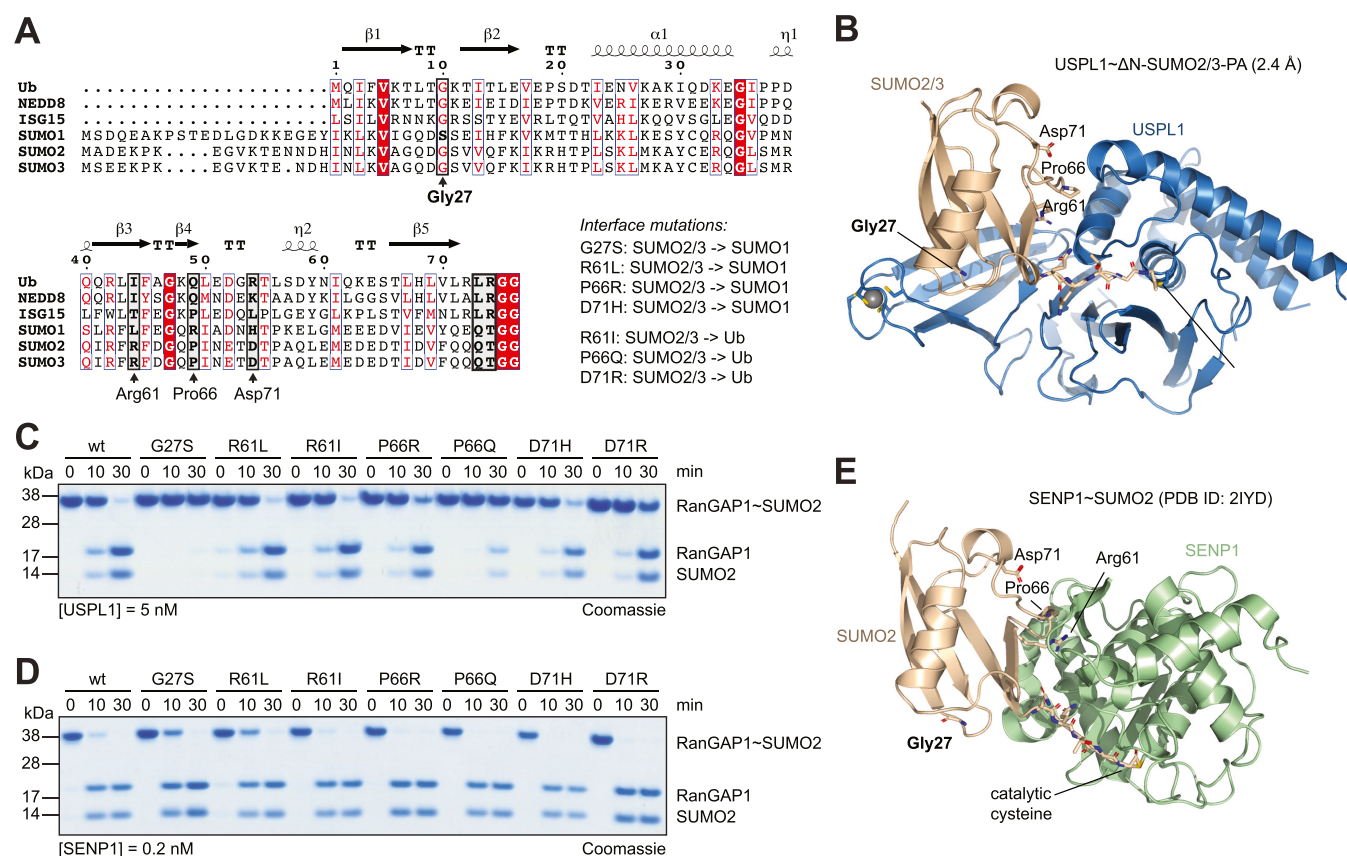 A
β1 TT β2 TT α1 η1
1 10 20 30
Ub .....................MQIFVKTLTGKTITLEVEPSDTIENVKAKIQDKEGIPPD
NEDD8 .....................MLIKVKTLTGKEIEIDIEPTDKVERIKERVEEKEGIPPQ
ISG15 .....................LSILVRNNKGRSSTYEVRLTQTVAHLKQQVSGLEGVQDD
SUMO1 MSDQEAKPSTEDLGDKKEGEYIKLKVIGQDSSEIHFKVKMTTHLKKLKESYCQRQGVPMN
SUMO2 MADEKPK....EGVKTENNDHINLKVAGQDGSVVQFKIKRHTPLSKLMKAYCERQGLSMR
SUMO3 MSEEKPKE...EGVKTE.NDHINLKVAGQDGSVVQFKIKRHTPLSKLMKAYCERQGLSMR
Gly27
β3 TT β4 TT η2 TT β5
40 50 60 70
Ub QQRLIFAGKQLEDGRTLSDYNIQKESTLHLVLRLRGG
NEDD8 QQRLIYSGKQMNDEKTAADYKILGGSVLHLVLALRGG
ISG15 LFWLTFEGKPLEDQLPLGEYGLKPLSTVFMNLRLRGG
SUMO1 SLRFLFEGQRIADNHTPKELGMEEEDVIEVYQEQTGG
SUMO2 QIRFRFDGQPINETDTPAQLEMEDEDTIDVFQQQTGG
SUMO3 QIRFRFDGQPINETDTPAQLEMEDEDTIDVFQQQTGG
Arg61 Pro66 Asp71
Interface mutations:
G27S: SUMO2/3 -> SUMO1
R61L: SUMO2/3 -> SUMO1
P66R: SUMO2/3 -> SUMO1
D71H: SUMO2/3 -> SUMO1
R61I: SUMO2/3 -> Ub
P66Q: SUMO2/3 -> Ub
D71R: SUMO2/3 -> Ub
B
USPL1~ΔN-SUMO2/3-PA (2.4 Å)
SUMO2/3
USPL1
Asp71
Pro66
Arg61
Gly27
C
wt G27S R61L R61I P66R P66Q D71H D71R
kDa 0 10 30 0 10 30 0 10 30 0 10 30 0 10 30 0 10 30 0 10 30 0 10 30 min
38
28
17
14
RanGAP1~SUMO2
RanGAP1
SUMO2
[USPL1] = 5 nM Coomassie
D
wt G27S R61L R61I P66R P66Q D71H D71R
kDa 0 10 30 0 10 30 0 10 30 0 10 30 0 10 30 0 10 30 0 10 30 0 10 30 min
38
28
17
14
RanGAP1~SUMO2
RanGAP1
SUMO2
[SENP1] = 0.2 nM Coomassie
E
SENP1~SUMO2 (PDB ID: 2IYD)
Asp71
Pro66
Arg61
SENP1
SUMO2
Gly27
catalytic
cysteine